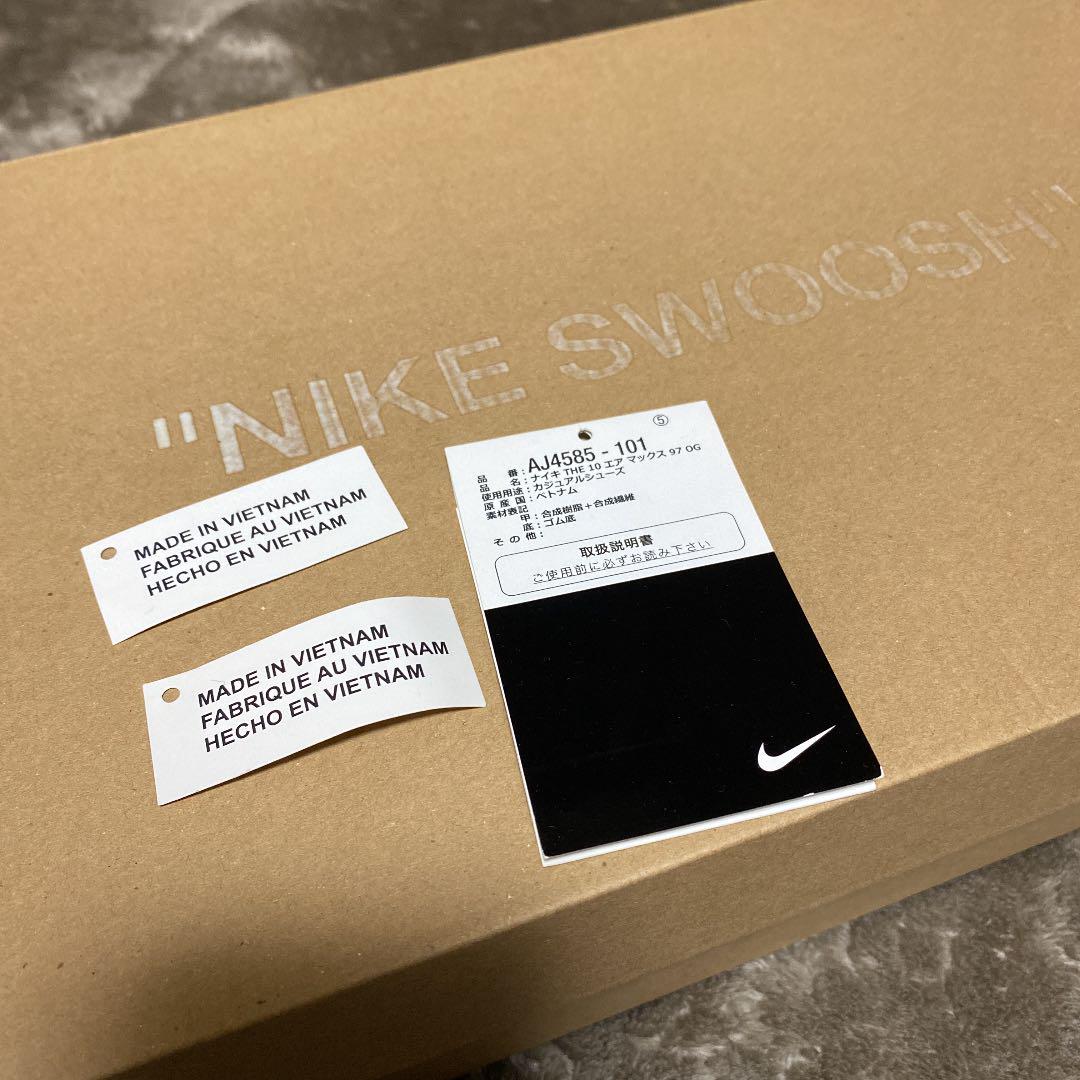 "NIKE SWOOSH"
⑤
品 番：AJ4585 - 101
品 名：ナイキ THE 10 エア マックス 97 OG
使用用途：カジュアルシューズ
原 産 国：ベトナム
素材表記
甲：合成樹脂＋合成繊維
底：ゴム底
そ の 他：
取扱説明書
ご使用前に必ずお読み下さい
MADE IN VIETNAM
FABRIQUE AU VIETNAM
HECHO EN VIETNAM
MADE IN VIETNAM
FABRIQUE AU VIETNAM
HECHO EN VIETNAM